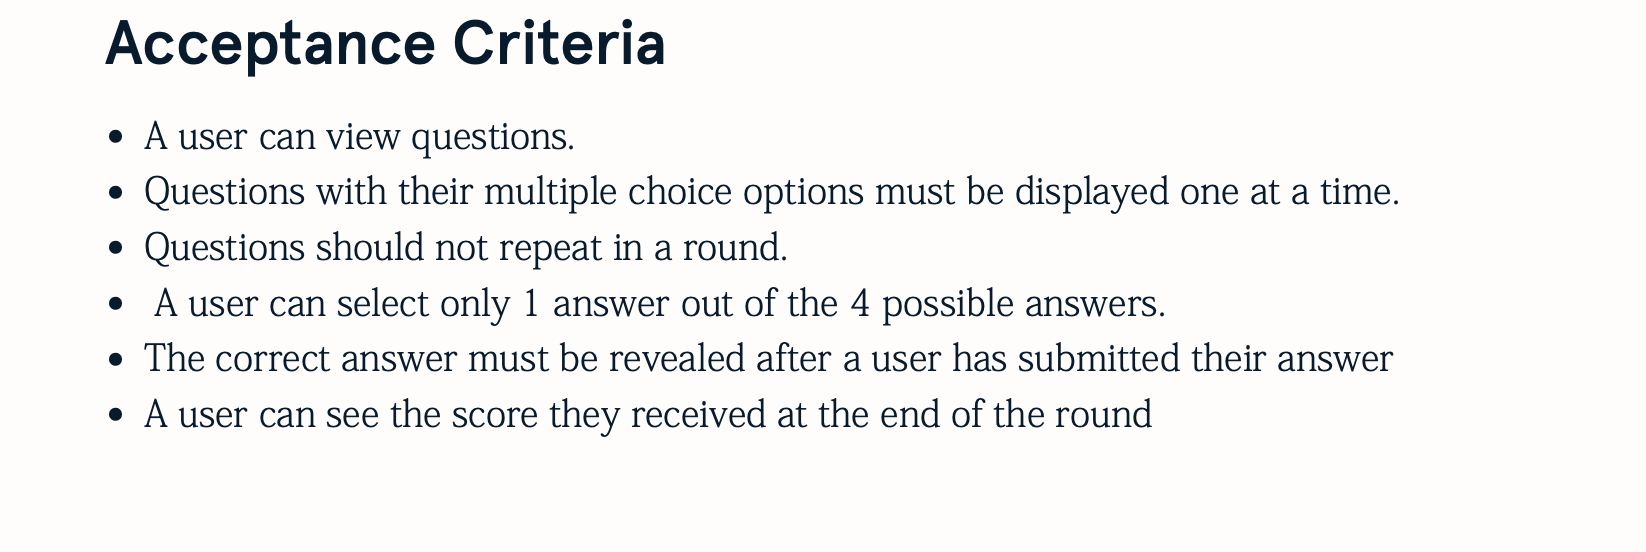 Acceptance Criteria
• A user can view questions.
• Questions with their multiple choice options must be displayed one at a time.
• Questions should not repeat in a round.
• A user can select only 1 answer out of the 4 possible answers.
• The correct answer must be revealed after a user has submitted their answer
• A user can see the score they received at the end of the round